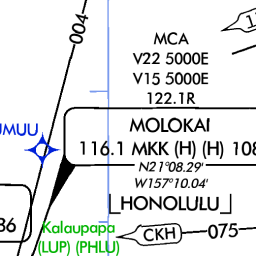 004
MCA
V22 5000E
V15 5000E
122.1R
UMUU
MOLOKAI
116.1 MKK (H) (H) 108
N21°08.29'
W157°10.04'
HONOLULU
36
Kalaupapa
(LUP) (PHLU)
CKH
075